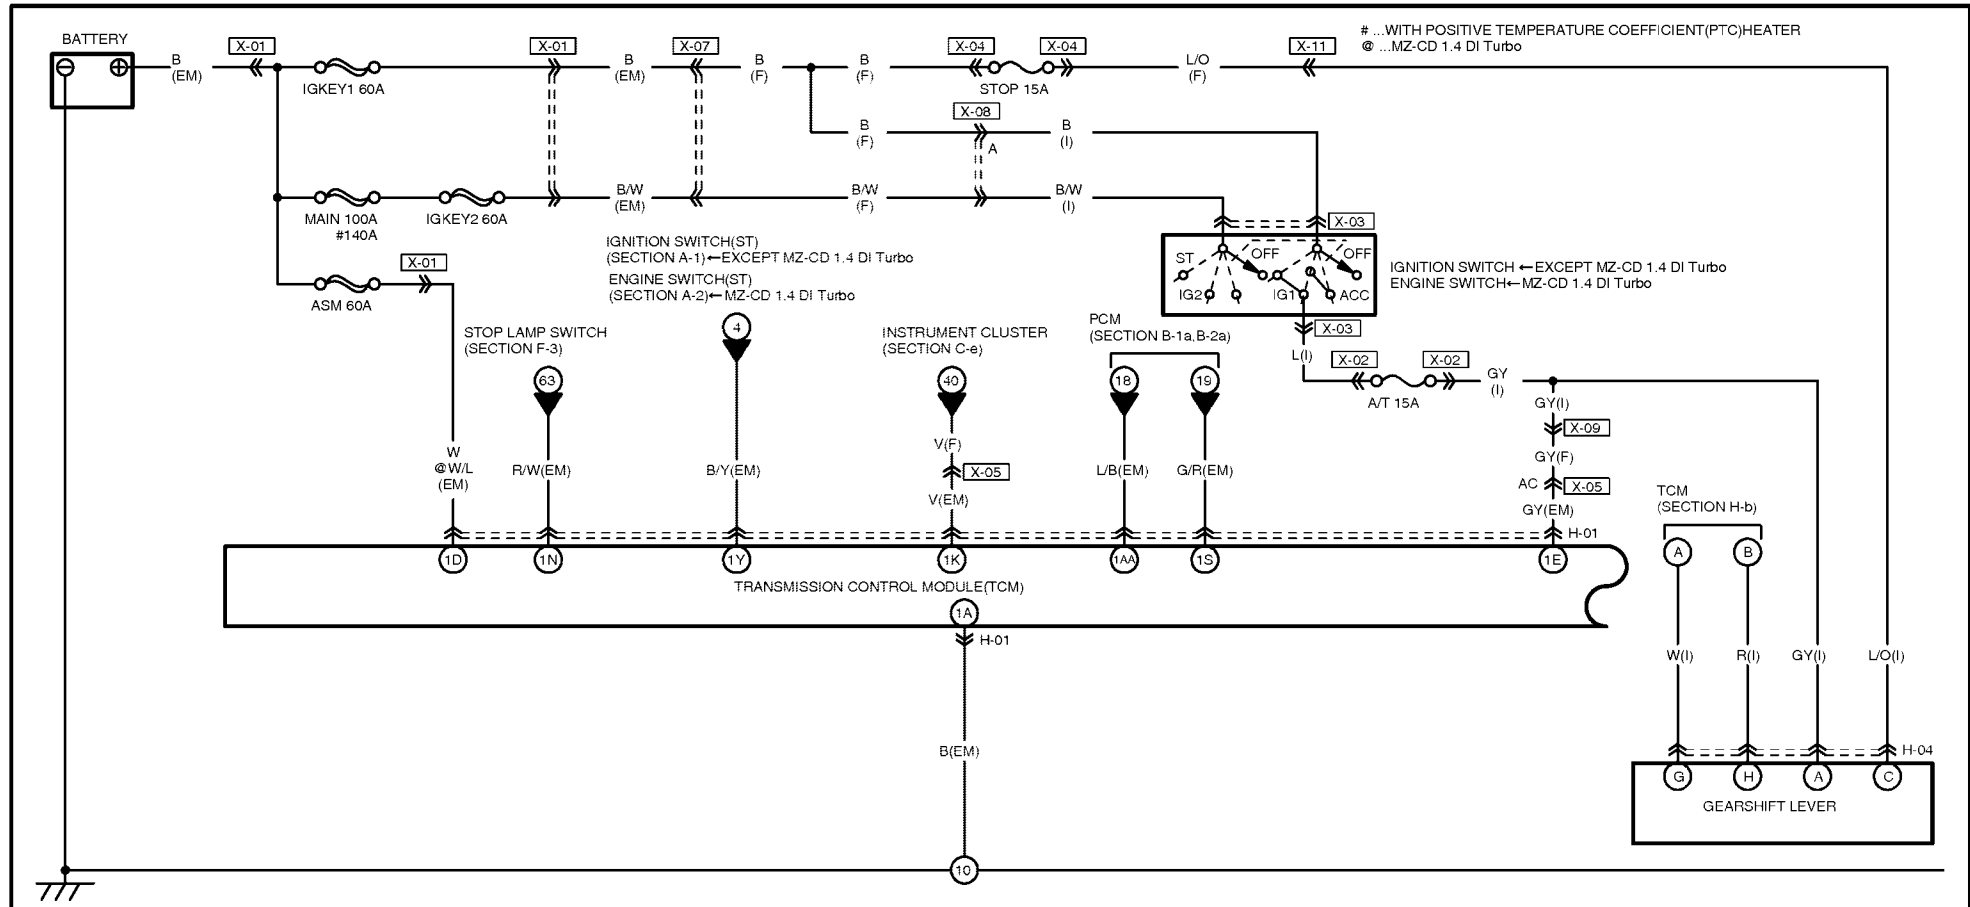 # ...WITH POSITIVE TEMPERATURE COEFFICIENT(PTC)HEATER
@ ...MZ-CD 1.4 DI Turbo
BATTERY
X-01
X-01
X-07
X-04
X-04
X-11
B
(EM)
IGKEY1 60A
B
(EM)
B
(F)
B
(F)
STOP 15A
L/O
(F)
X-08
B
(F)
A
B
(I)
MAIN 100A
#140A
IGKEY2 60A
B/W
(EM)
B/W
(F)
B/W
(I)
X-03
ASM 60A
X-01
IGNITION SWITCH(ST)
(SECTION A-1)←EXCEPT MZ-CD 1.4 DI Turbo
ENGINE SWITCH(ST)
(SECTION A-2)←MZ-CD 1.4 DI Turbo
ST
OFF
OFF
IG2
IG1
ACC
IGNITION SWITCH ←EXCEPT MZ-CD 1.4 DI Turbo
ENGINE SWITCH←MZ-CD 1.4 DI Turbo
X-03
L(I)
X-02
X-02
A/T 15A
GY
(I)
STOP LAMP SWITCH
(SECTION F-3)
63
4
INSTRUMENT CLUSTER
(SECTION C-e)
40
PCM
(SECTION B-1a,B-2a)
18
19
GY(I)
X-09
GY(F)
AC
X-05
GY(EM)
W
@W/L
(EM)
R/W(EM)
B/Y(EM)
V(F)
X-05
V(EM)
L/B(EM)
G/R(EM)
TCM
(SECTION H-b)
A
B
H-01
1D
1N
1Y
1K
1AA
1S
1E
TRANSMISSION CONTROL MODULE(TCM)
1A
H-01
W(I)
R(I)
GY(I)
L/O(I)
B(EM)
H-04
G
H
A
C
GEARSHIFT LEVER
10